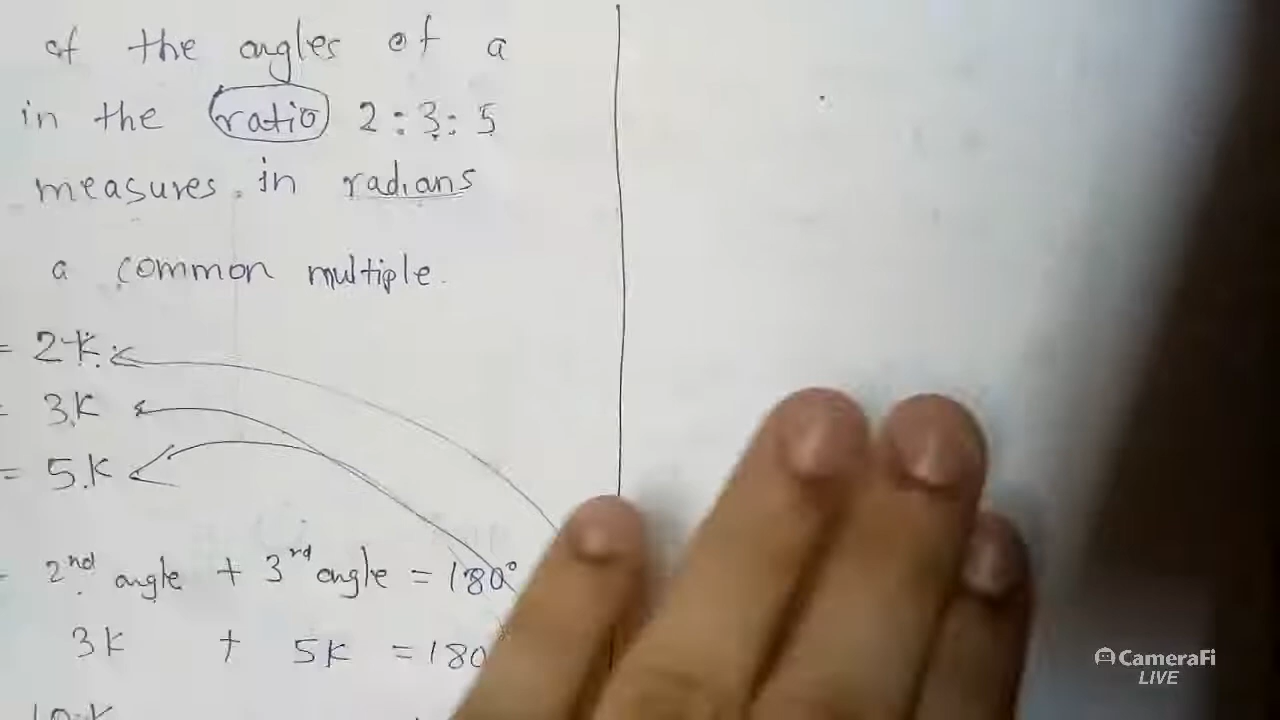 of the angles of a
in the ratio 2 : 3 : 5
measures in radians
a common multiple.
= 2k
= 3k
= 5k
2nd angle + 3rd angle = 180°
3k + 5k = 180
10k
CameraFi
LIVE